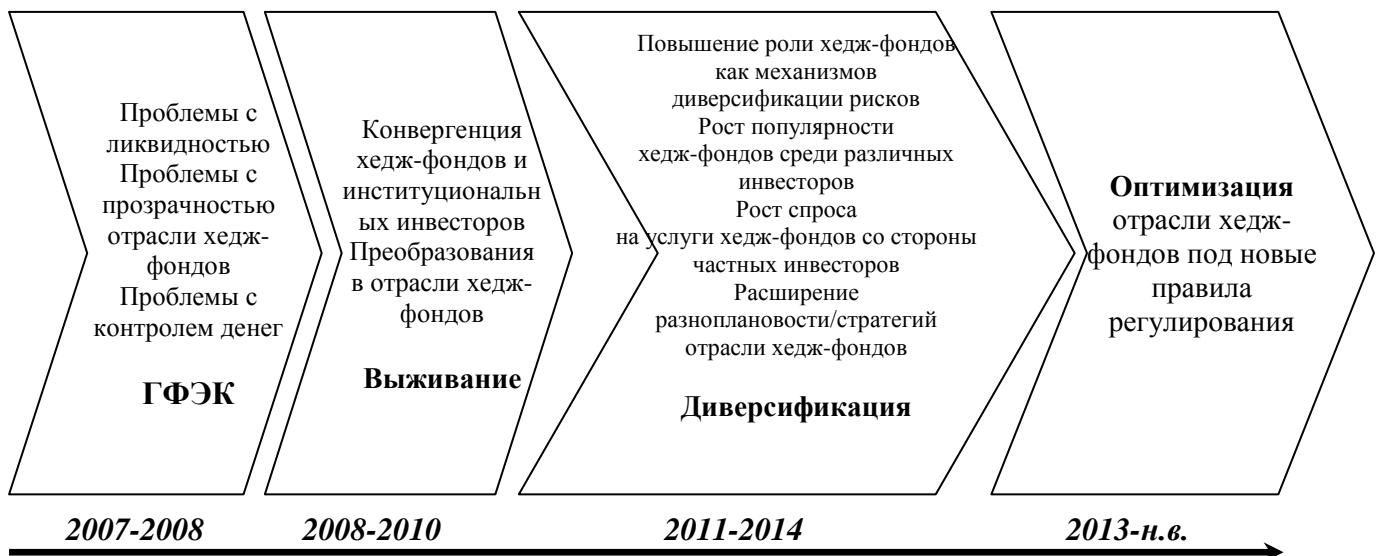 Проблемы с
ликвидностью
Проблемы с
прозрачностью
отрасли хедж-
фондов
Проблемы с
контролем денег
ГФЭК
Конвергенция
хедж-фондов и
институциональн
ых инвесторов
Преобразования
в отрасли хедж-
фондов
Выживание
Повышение роли хедж-фондов
как механизмов
диверсификации рисков
Рост популярности
хедж-фондов среди различных
инвесторов
Рост спроса
на услуги хедж-фондов со стороны
частных инвесторов
Расширение
разноплановости/стратегий
отрасли хедж-фондов
Диверсификация
Оптимизация
отрасли хедж-
фондов под новые
правила
регулирования
2007-2008
2008-2010
2011-2014
2013-н.в.